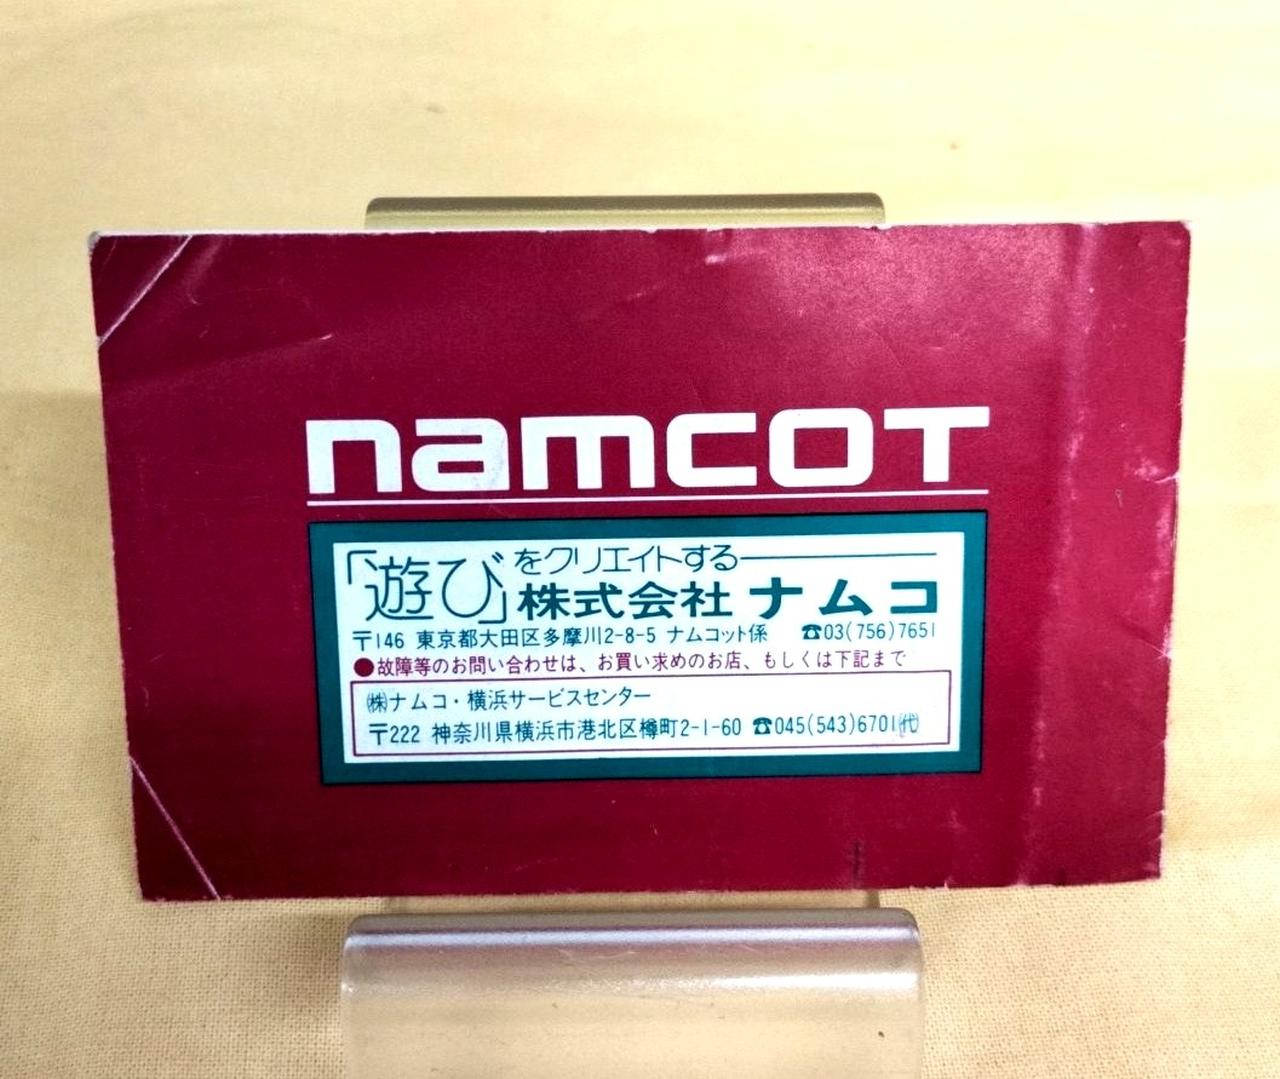 namcot
「遊び」をクリエイトする──
株式会社ナムコ
〒146 東京都大田区多摩川2-8-5 ナムコット係 ☎03(756)7651
●故障等のお問い合わせは、お買い求めのお店、もしくは下記まで
㈱ナムコ・横浜サービスセンター
〒222 神奈川県横浜市港北区樽町2-1-60 ☎045(543)6701㈹